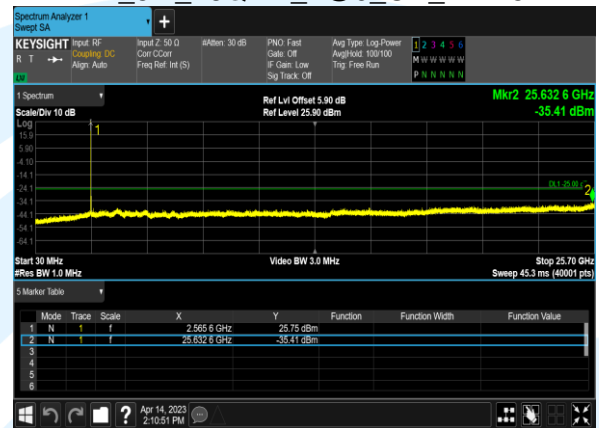 Spectrum Analyzer 1
Swept SA
KEYSIGHT Input: RF Input Z: 50 Ω #Atten: 30 dB PNO: Fast Avg Type: Log-Power 1 2 3 4 5 6
R T Coupling: DC Corr CCorr Gate: Off Avg|Hold: 100/100 M W W W W W
Align: Auto Freq Ref: Int (S) IF Gain: Low Trig: Free Run
Sig Track: Off P N N N N N
LXI
1 Spectrum Ref Lvl Offset 5.90 dB Mkr2 25.632 6 GHz
Scale/Div 10 dB Ref Level 25.90 dBm -35.41 dBm
Log
15.9 1
5.90
-4.10
-14.1
-24.1 DL1 -25.00 2
-34.1
-44.1
-54.1
-64.1
Start 30 MHz Video BW 3.0 MHz Stop 25.70 GHz
#Res BW 1.0 MHz Sweep 45.3 ms (40001 pts)
5 Marker Table
Mode Trace Scale X Y Function Function Width Function Value
1 N 1 f 2.565 6 GHz 25.75 dBm
2 N 1 f 25.632 6 GHz -35.41 dBm
3
4
5
6
? Apr 14, 2023
2:10:51 PM